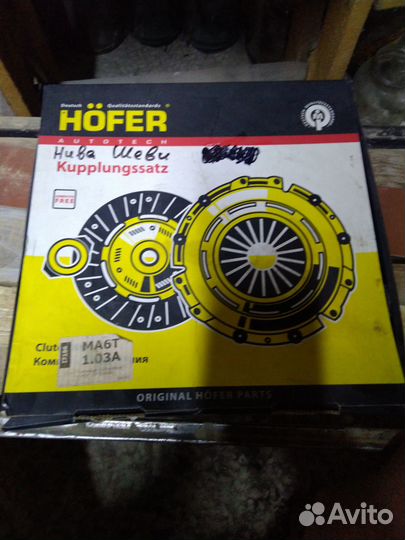 Deutsch Qualitätsstandards
HÖFER
AUTOTECH
Нива Шеви
Kupplungssatz
FREE
MA6T
1.03A
ORIGINAL HÖFER PARTS
Avito